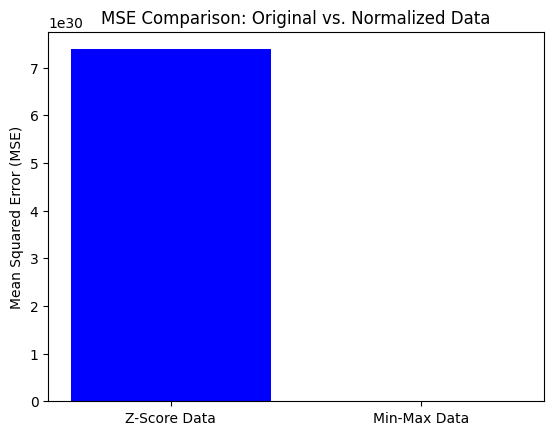 MSE Comparison: Original vs. Normalized Data
1e30
7
6
5
4
3
2
1
0
Mean Squared Error (MSE)
Z-Score Data
Min-Max Data